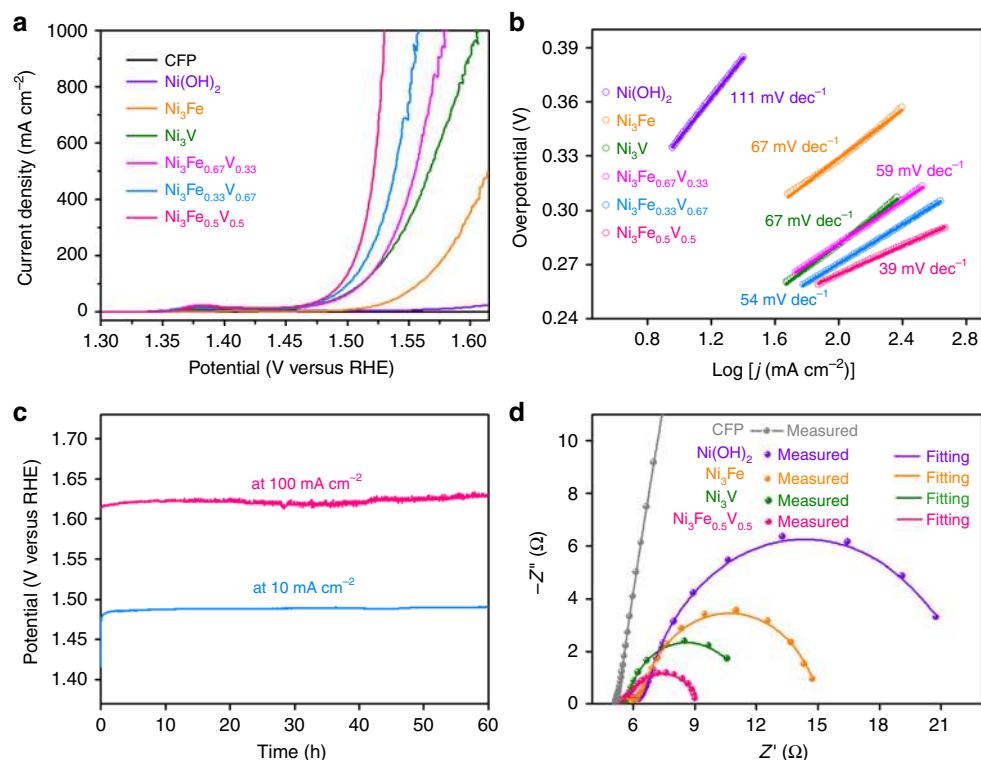 a
1000
800
600
400
200
0
Current density (mA cm⁻²)
CFP
Ni(OH)₂
Ni₃Fe
Ni₃V
Ni₃Fe₀.₆₇V₀.₃₃
Ni₃Fe₀.₃₃V₀.₆₇
Ni₃Fe₀.₅V₀.₅
1.30 1.35 1.40 1.45 1.50 1.55 1.60
Potential (V versus RHE)
b
0.39
0.36
0.33
0.30
0.27
0.24
Overpotential (V)
Ni(OH)₂
Ni₃Fe
Ni₃V
Ni₃Fe₀.₆₇V₀.₃₃
Ni₃Fe₀.₃₃V₀.₆₇
Ni₃Fe₀.₅V₀.₅
111 mV dec⁻¹
67 mV dec⁻¹
59 mV dec⁻¹
67 mV dec⁻¹
39 mV dec⁻¹
54 mV dec⁻¹
0.8 1.2 1.6 2.0 2.4 2.8
Log [j (mA cm⁻²)]
c
1.70
1.65
1.60
1.55
1.50
1.45
1.40
Potential (V versus RHE)
at 100 mA cm⁻²
at 10 mA cm⁻²
0 10 20 30 40 50 60
Time (h)
d
10
8
6
4
2
0
−Z″ (Ω)
CFP Measured
Ni(OH)₂ Measured Fitting
Ni₃Fe Measured Fitting
Ni₃V Measured Fitting
Ni₃Fe₀.₅V₀.₅ Measured Fitting
6 9 12 15 18 21
Z′ (Ω)